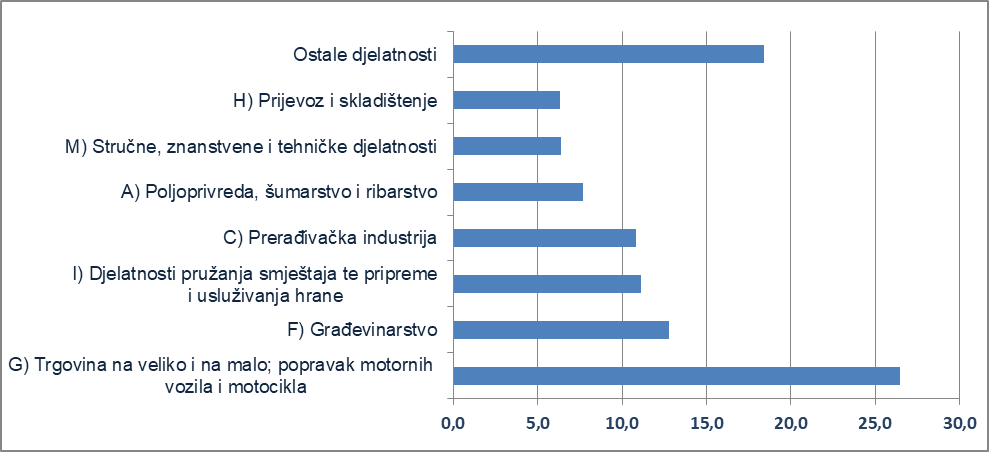 Ostale djelatnosti
H) Prijevoz i skladištenje
M) Stručne, znanstvene i tehničke djelatnosti
A) Poljoprivreda, šumarstvo i ribarstvo
C) Prerađivačka industrija
I) Djelatnosti pružanja smještaja te pripreme
i usluživanja hrane
F) Građevinarstvo
G) Trgovina na veliko i na malo; popravak motornih
vozila i motocikla
0,0 5,0 10,0 15,0 20,0 25,0 30,0